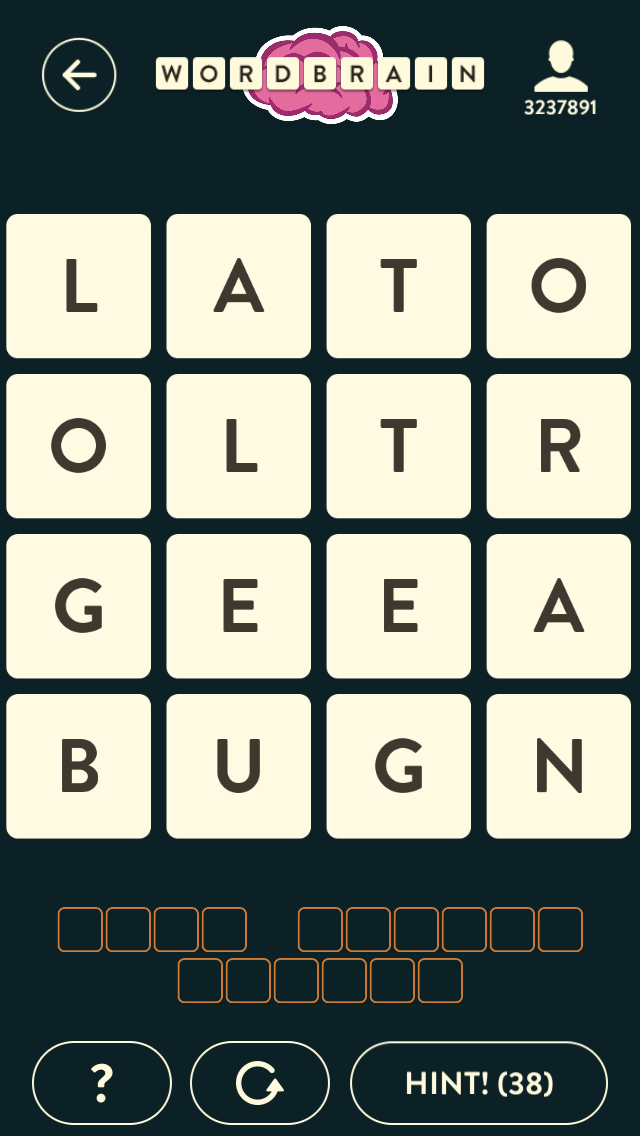 WORDBRAIN
3237891
L A T O
O L T R
G E E A
B U G N
? HINT! (38)